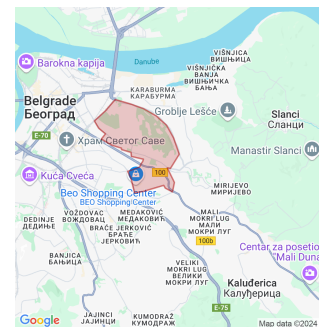 VIŠNJICA
ВИШЊИЦА
Barokna kapija
Danube
VIŠNJIČKA
BANJA
ВИШЊИЧКА
БАЊА
KARABURMA
КАРАБУРМА
Belgrade
Београд
Groblje Lešće
Slanci
Сланци
E-70
Храм Светог Саве
Manastir Slanci
Kuća Cveća
100
Beo Shopping Center
BEO Shopping Center
MIRIJEVO
МИРИЈЕВО
DEDINJE
ДЕДИЊЕ
VOŽDOVAC
ВОЖДОВАЦ
MEDAKOVIĆ
МЕДАКОВИЋ
MALI
MOKRI LUG
МАЛИ
МОКРИ ЛУГ
BRAĆE JERKOVIĆ
БРАЋЕ
ЈЕРКОВИЋ
100b
Centar za posetio
Mali Duna
BANJICA
БАЊИЦА
VELIKI
MOKRI LUG
ВЕЛИКИ
МОКРИ ЛУГ
Kaluđerica
Калуђерица
E-75
JAJINCI
ЈАЈИНЦИ
KUMODRAŽ
КУМОДРАЖ
Google
Map data ©2024